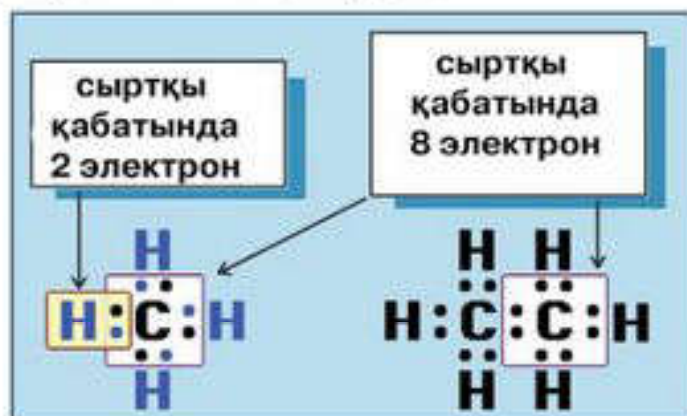 сыртқы
қабатында
2 электрон
сыртқы
қабатында
8 электрон
H
H:C:H
H
H H
H:C:C:H
H H